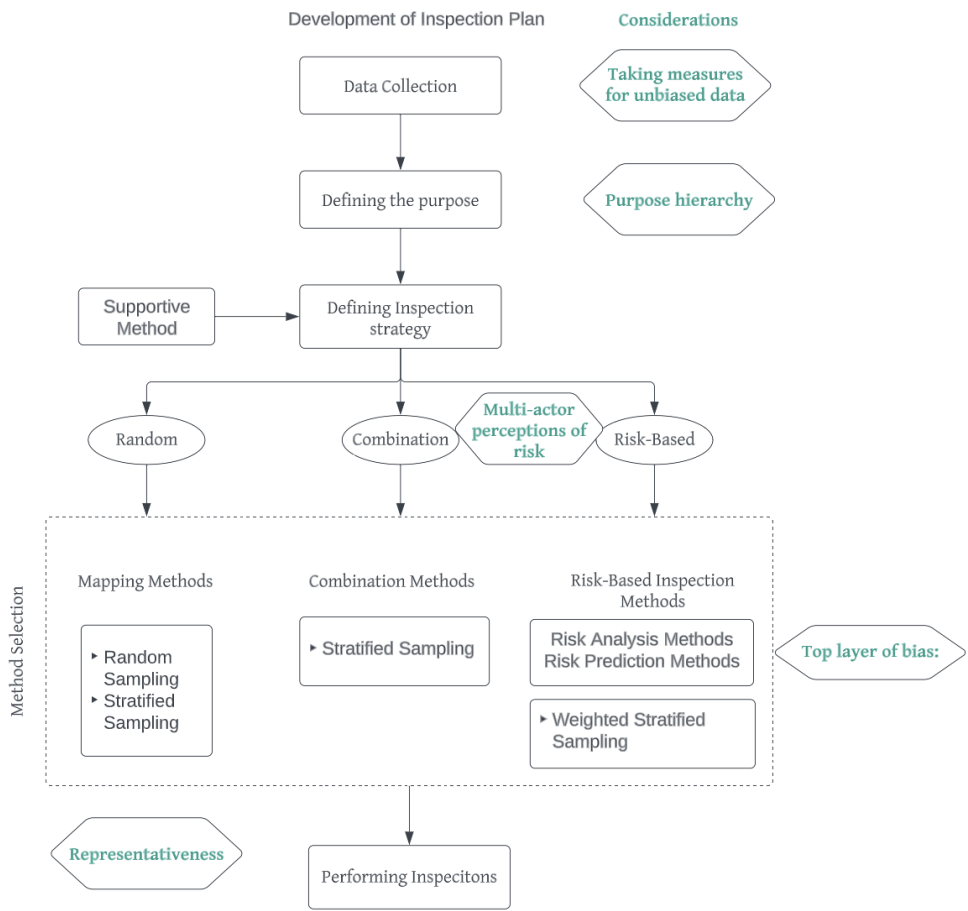 Development of Inspection Plan
Considerations
Data Collection
Taking measures
for unbiased data
Defining the purpose
Purpose hierarchy
Supportive
Method
Defining Inspection
strategy
Random
Combination
Multi-actor
perceptions of
risk
Risk-Based
Method Selection
Mapping Methods
Combination Methods
Risk-Based Inspection
Methods
‣ Random
Sampling
‣ Stratified
Sampling
‣ Stratified Sampling
Risk Analysis Methods
Risk Prediction Methods
‣ Weighted Stratified
Sampling
Top layer of bias:
Representativeness
Performing Inspecitons